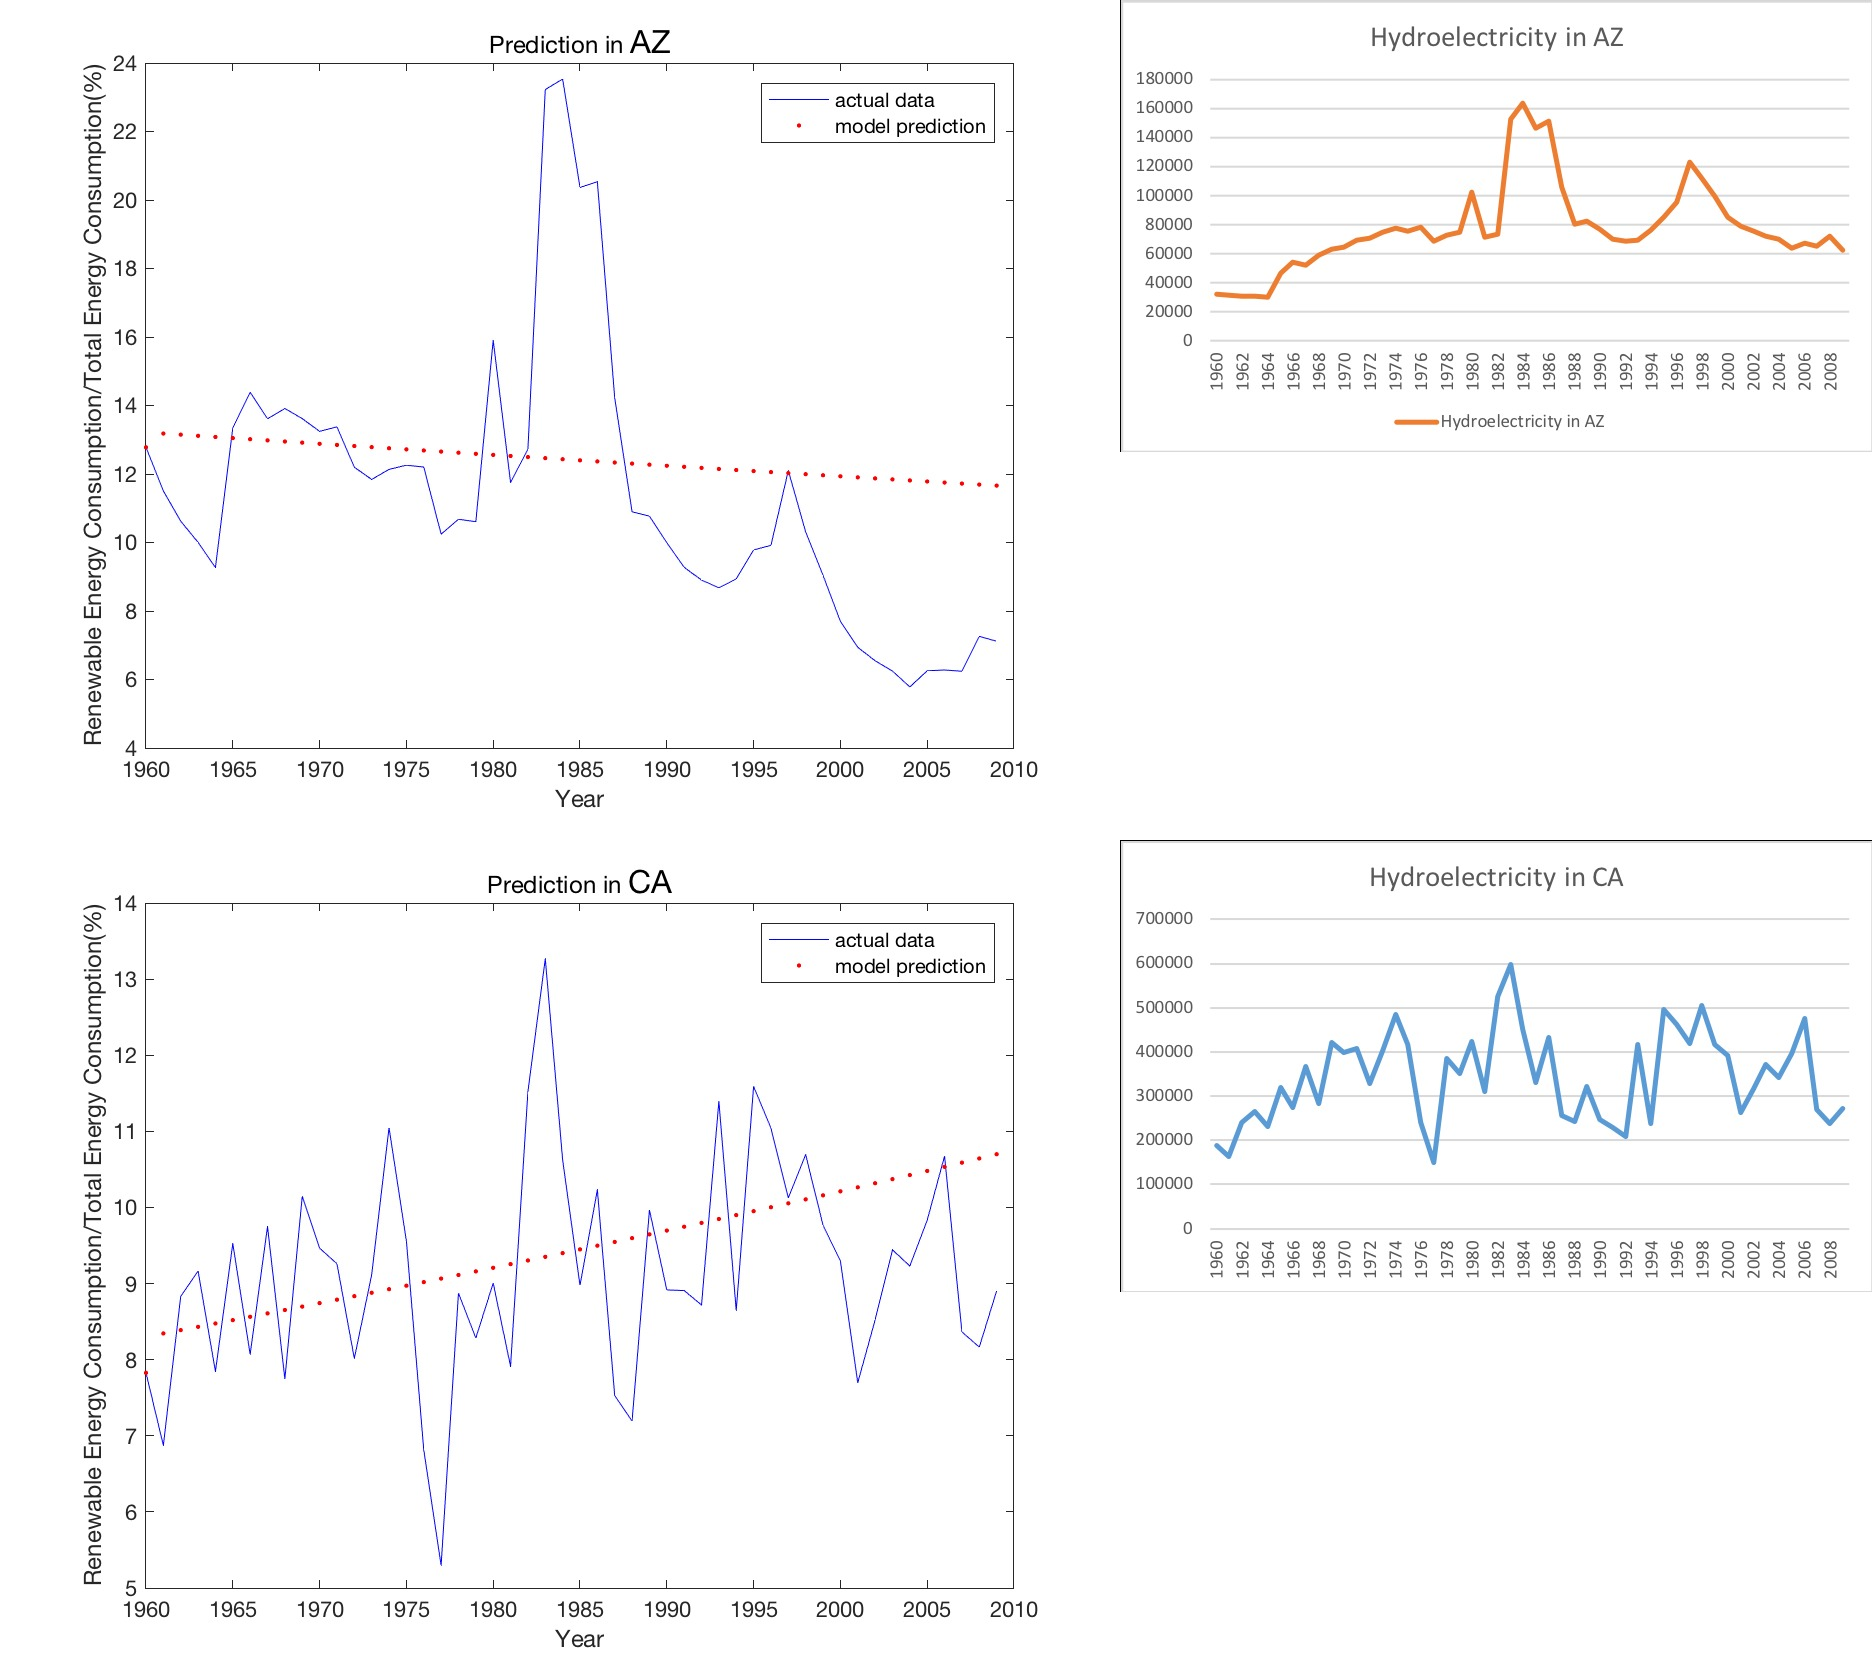 Prediction in AZ
Renewable Energy Consumption/Total Energy Consumption(%)
24
22
20
18
16
14
12
10
8
6
4
1960 1965 1970 1975 1980 1985 1990 1995 2000 2005 2010
Year
actual data
model prediction
Hydroelectricity in AZ
180000
160000
140000
120000
100000
80000
60000
40000
20000
0
1960 1962 1964 1966 1968 1970 1972 1974 1976 1978 1980 1982 1984 1986 1988 1990 1992 1994 1996 1998 2000 2002 2004 2006 2008
Hydroelectricity in AZ
Prediction in CA
Renewable Energy Consumption/Total Energy Consumption(%)
14
13
12
11
10
9
8
7
6
5
1960 1965 1970 1975 1980 1985 1990 1995 2000 2005 2010
Year
actual data
model prediction
Hydroelectricity in CA
700000
600000
500000
400000
300000
200000
100000
0
1960 1962 1964 1966 1968 1970 1972 1974 1976 1978 1980 1982 1984 1986 1988 1990 1992 1994 1996 1998 2000 2002 2004 2006 2008